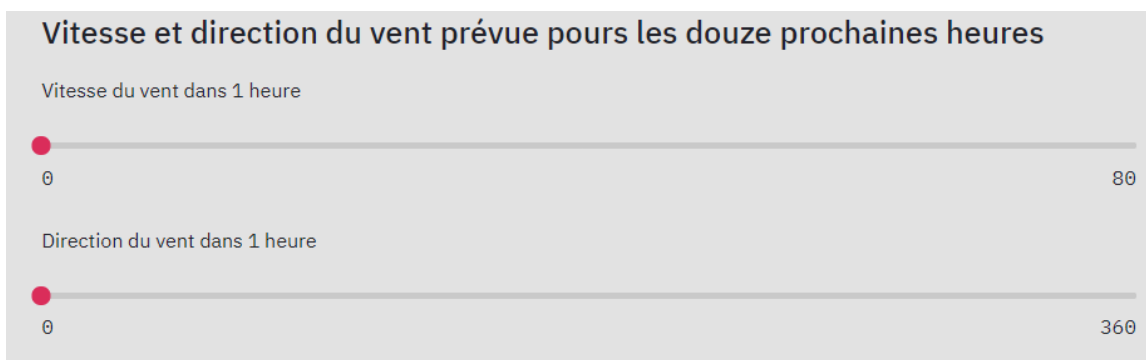 Vitesse et direction du vent prévue pours les douze prochaines heures
Vitesse du vent dans 1 heure
0 80
Direction du vent dans 1 heure
0 360